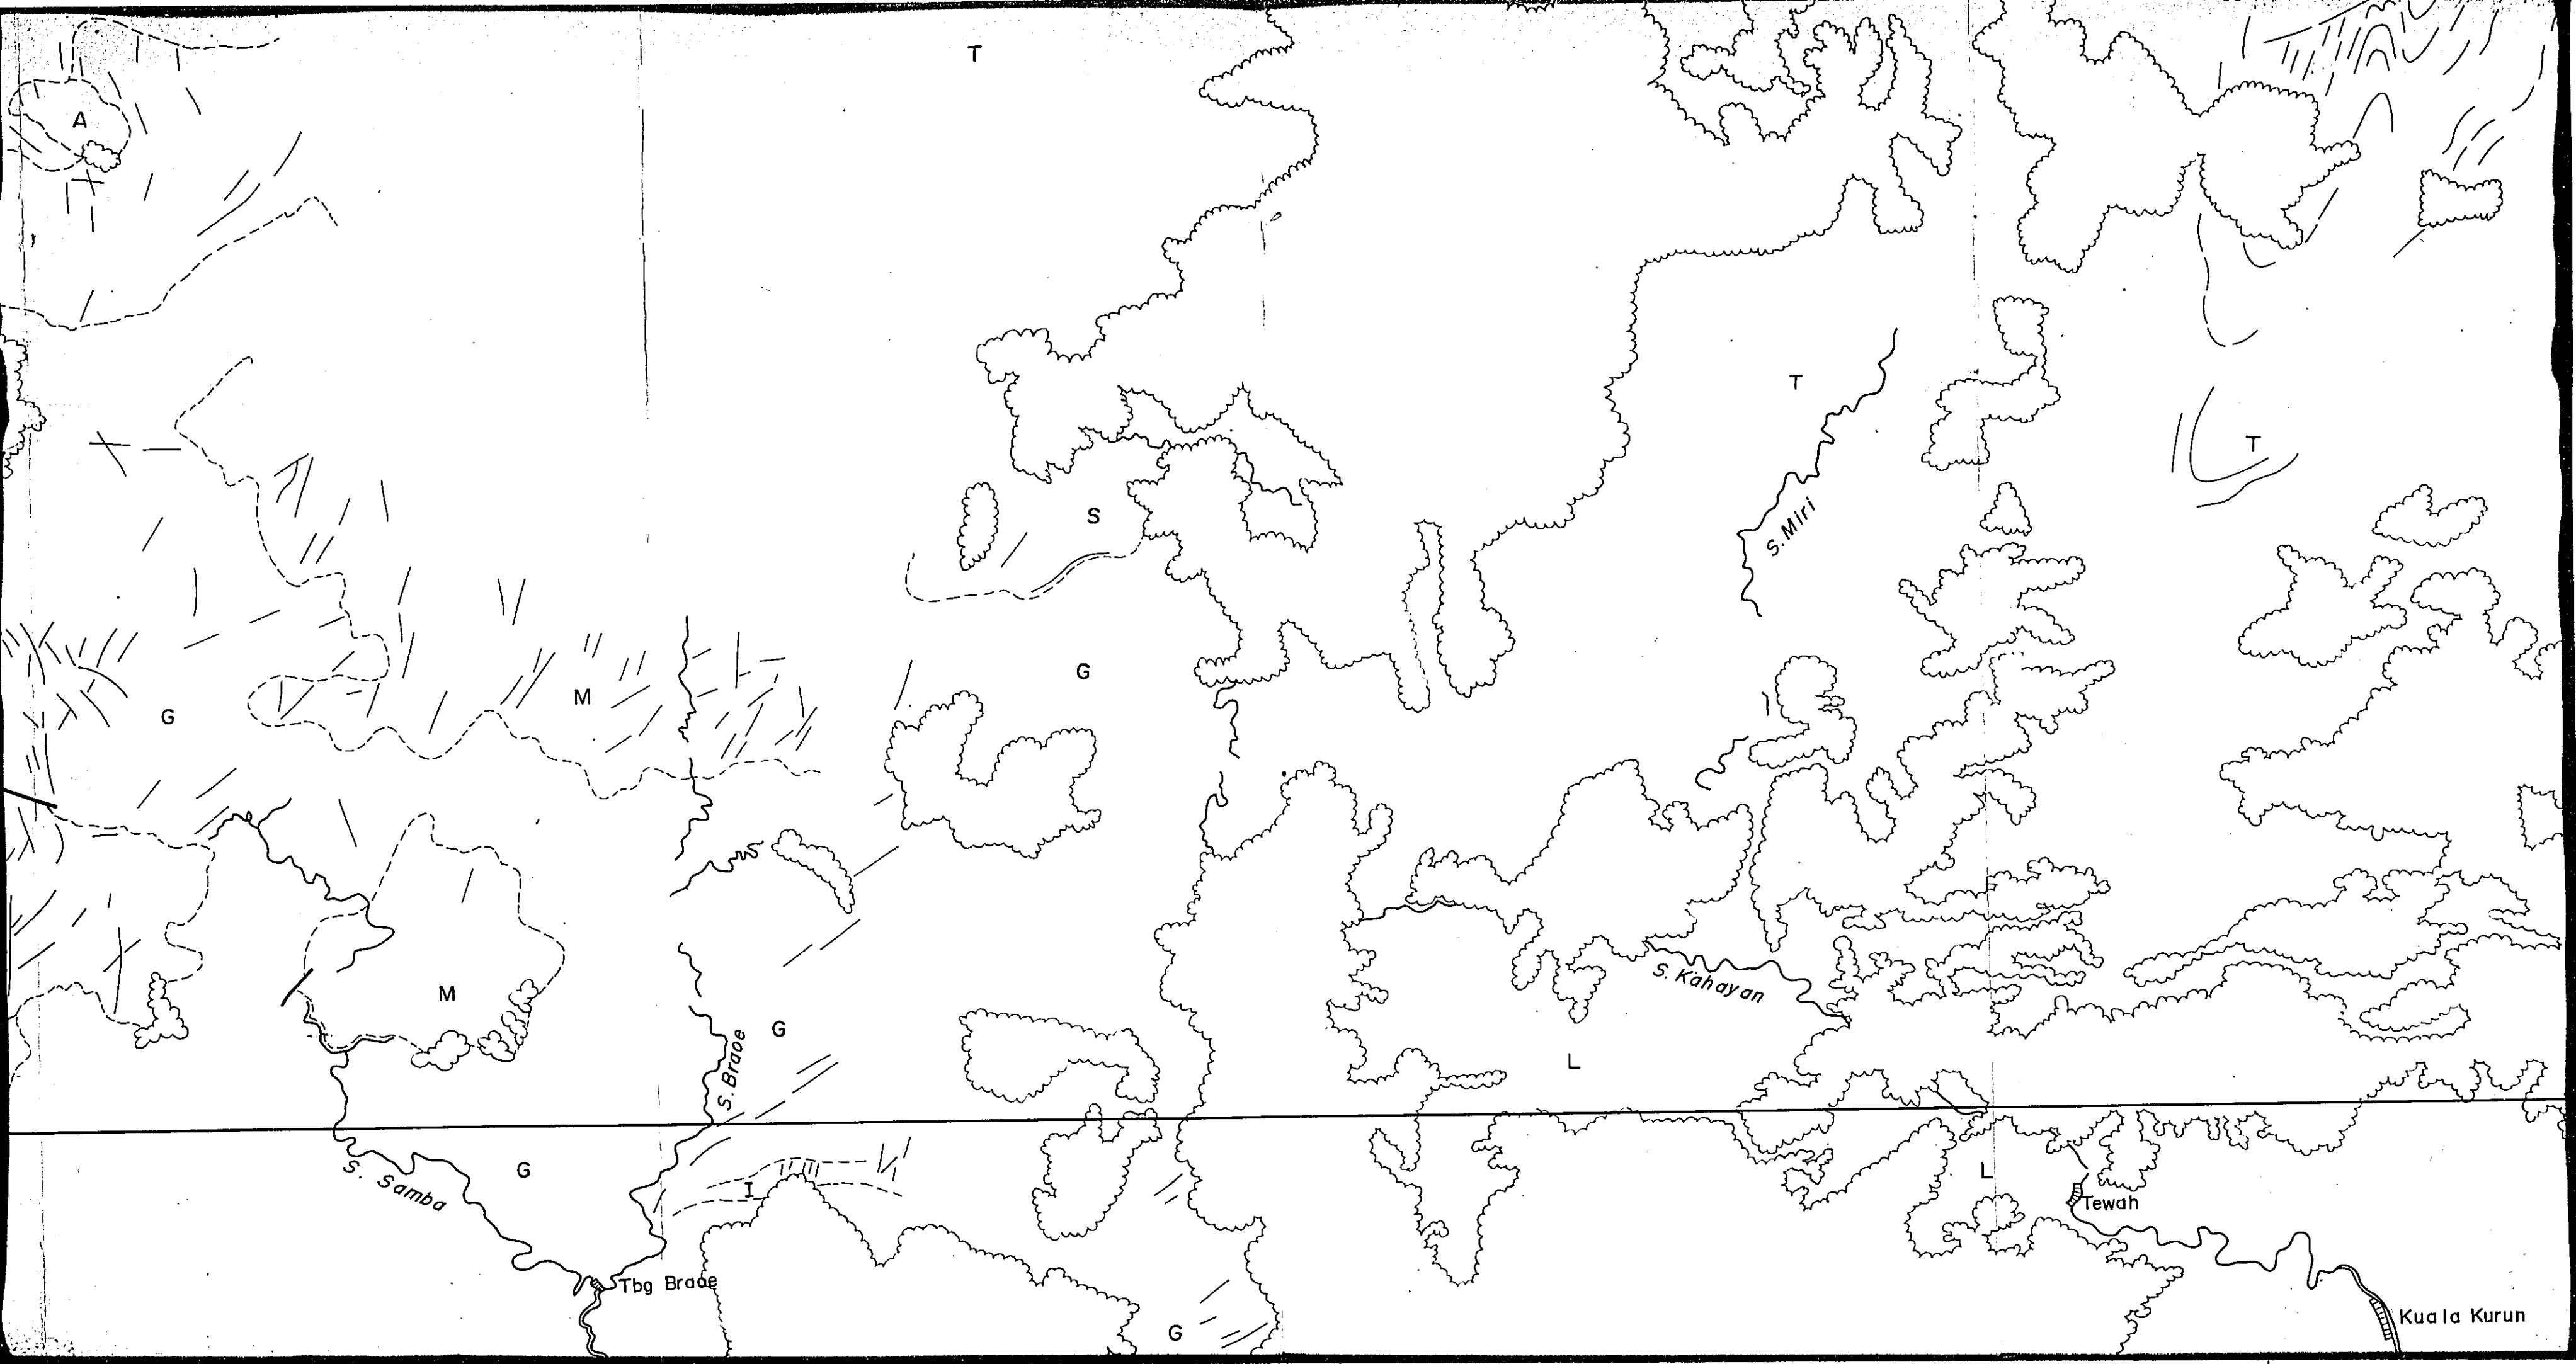 T
A
T
T
S
S. Miri
G
M
G
M
S. Kahayan
G
S. Braoe
L
G
S. Samba
I
L
Tewah
Tbg Braoe
G
Kuala Kurun